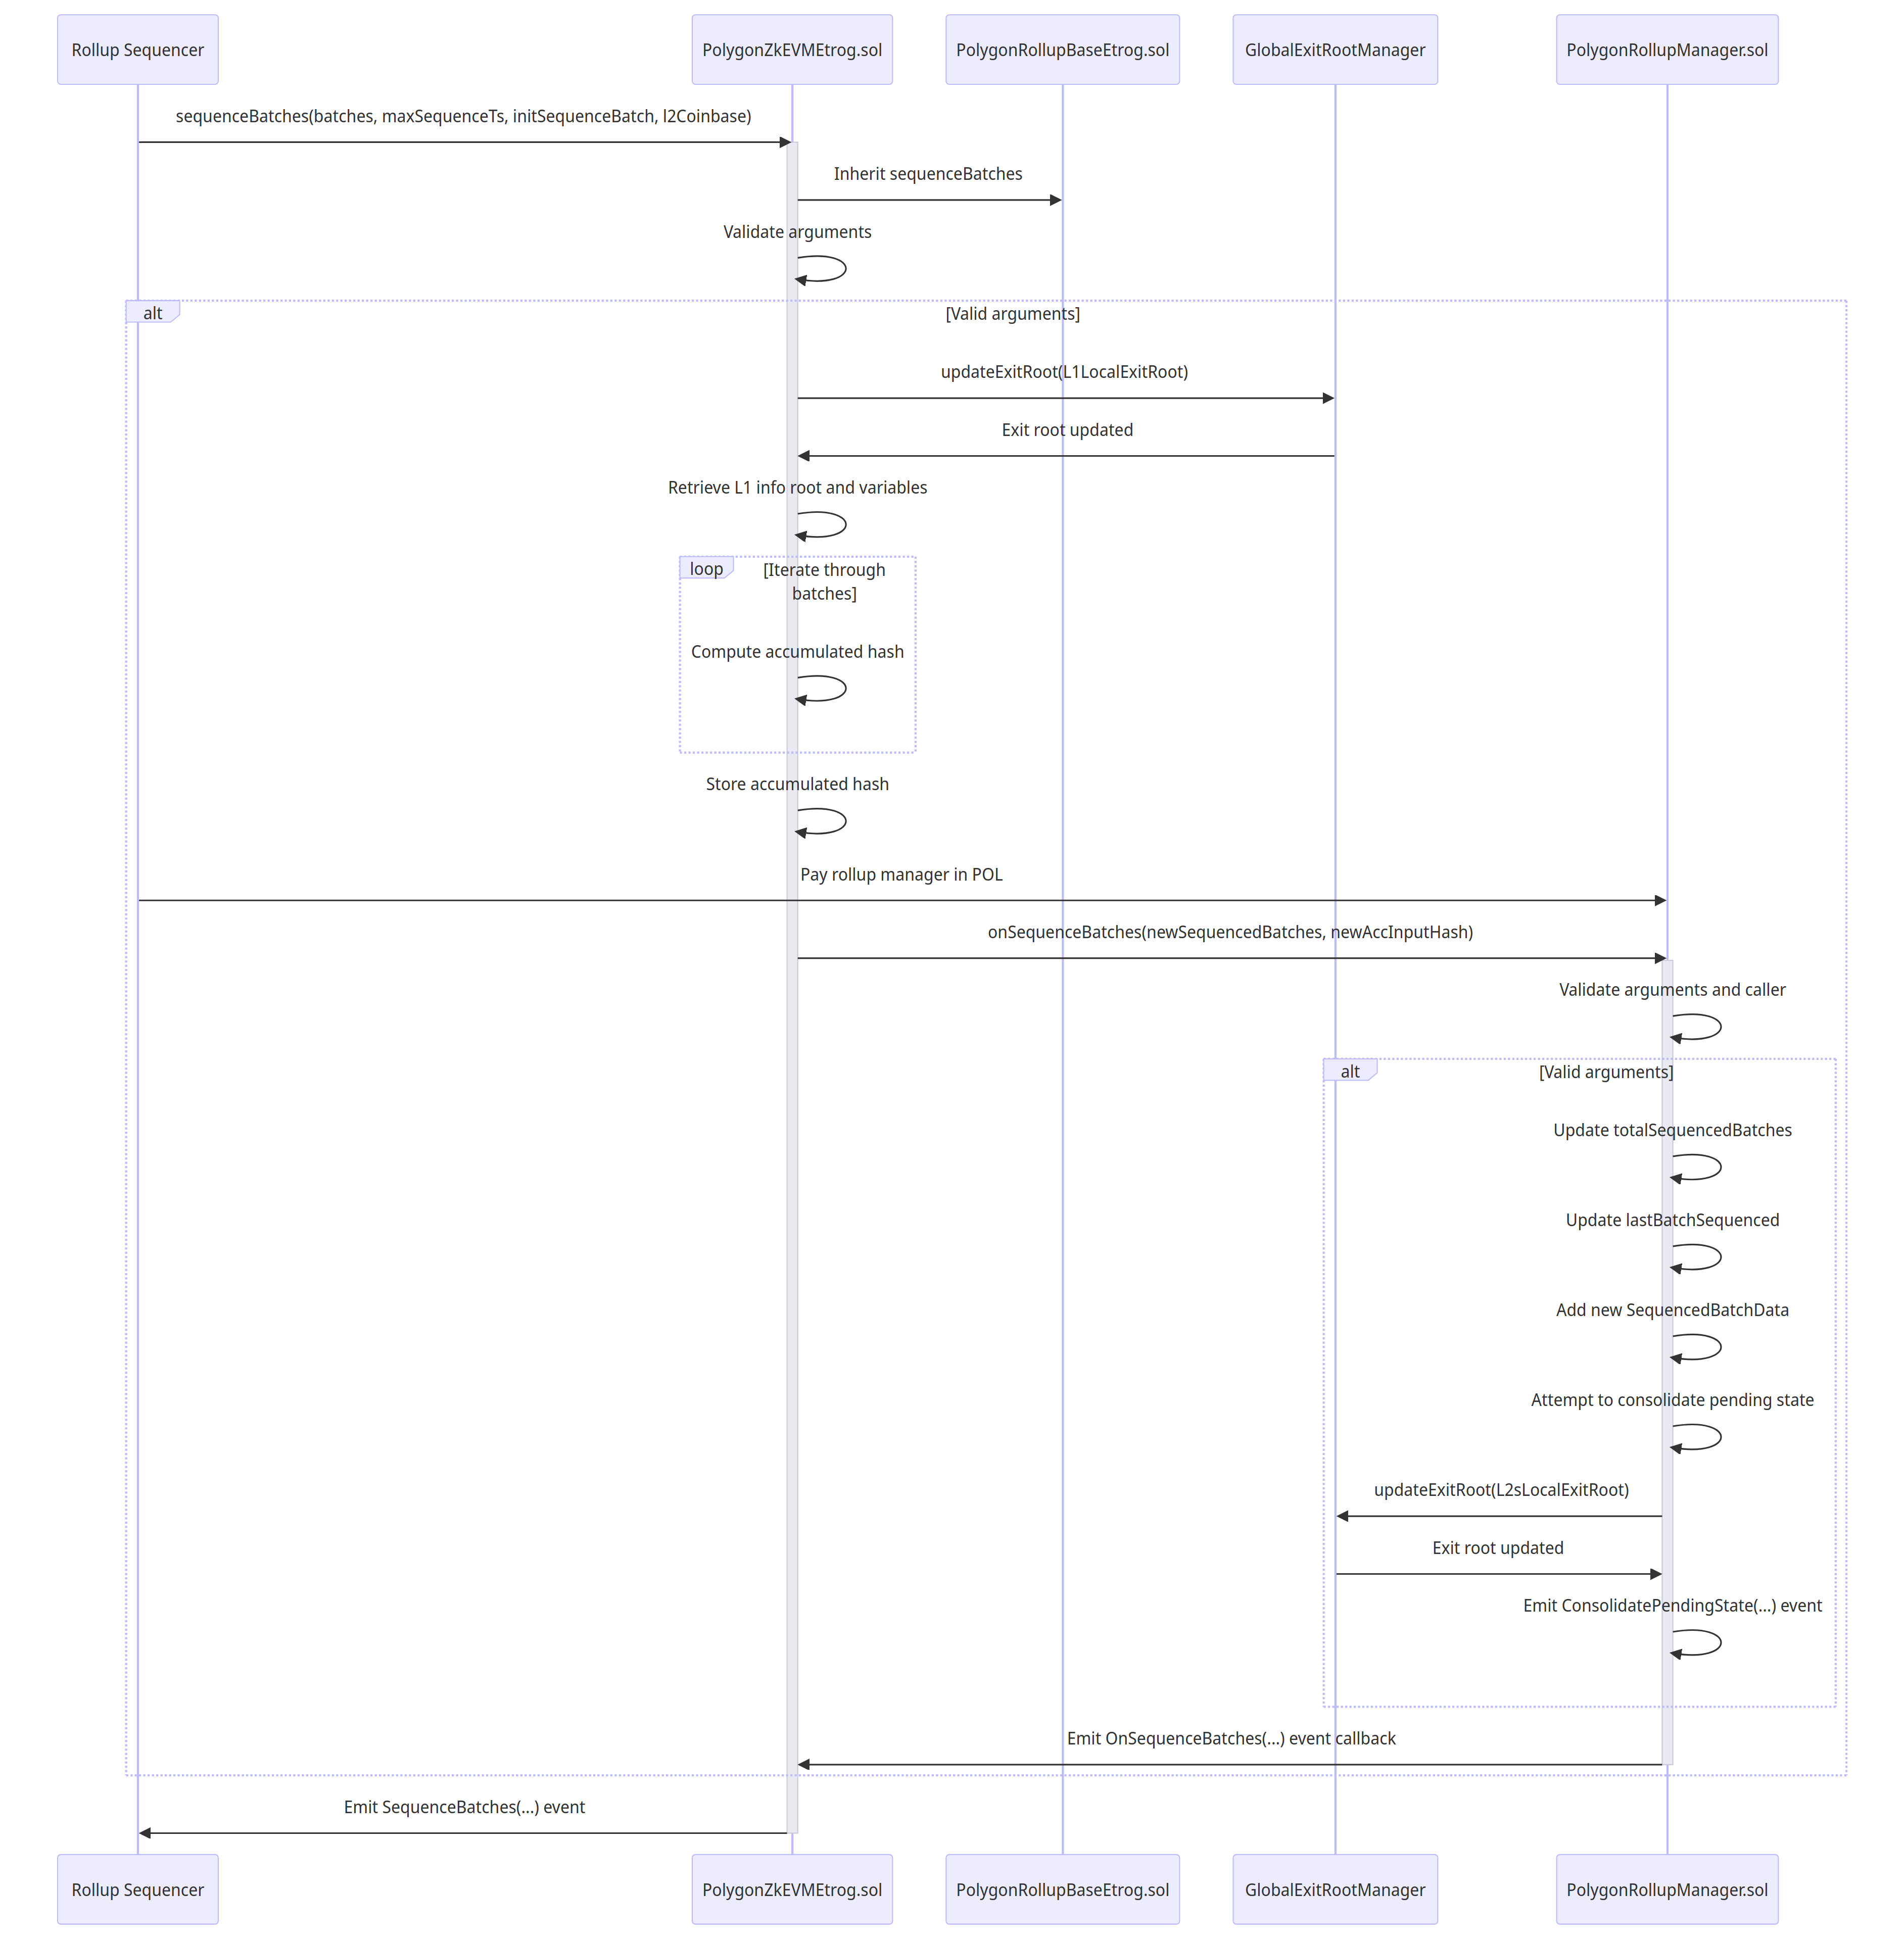 Rollup Sequencer
PolygonZkEVMEtrog.sol
PolygonRollupBaseEtrog.sol
GlobalExitRootManager
PolygonRollupManager.sol
sequenceBatches(batches, maxSequenceTs, initSequenceBatch, l2Coinbase)
Inherit sequenceBatches
Validate arguments
alt
[Valid arguments]
updateExitRoot(L1LocalExitRoot)
Exit root updated
Retrieve L1 info root and variables
loop
[Iterate through
batches]
Compute accumulated hash
Store accumulated hash
Pay rollup manager in POL
onSequenceBatches(newSequencedBatches, newAccInputHash)
Validate arguments and caller
alt
[Valid arguments]
Update totalSequencedBatches
Update lastBatchSequenced
Add new SequencedBatchData
Attempt to consolidate pending state
updateExitRoot(L2sLocalExitRoot)
Exit root updated
Emit ConsolidatePendingState(...) event
Emit OnSequenceBatches(...) event callback
Emit SequenceBatches(...) event
Rollup Sequencer
PolygonZkEVMEtrog.sol
PolygonRollupBaseEtrog.sol
GlobalExitRootManager
PolygonRollupManager.sol